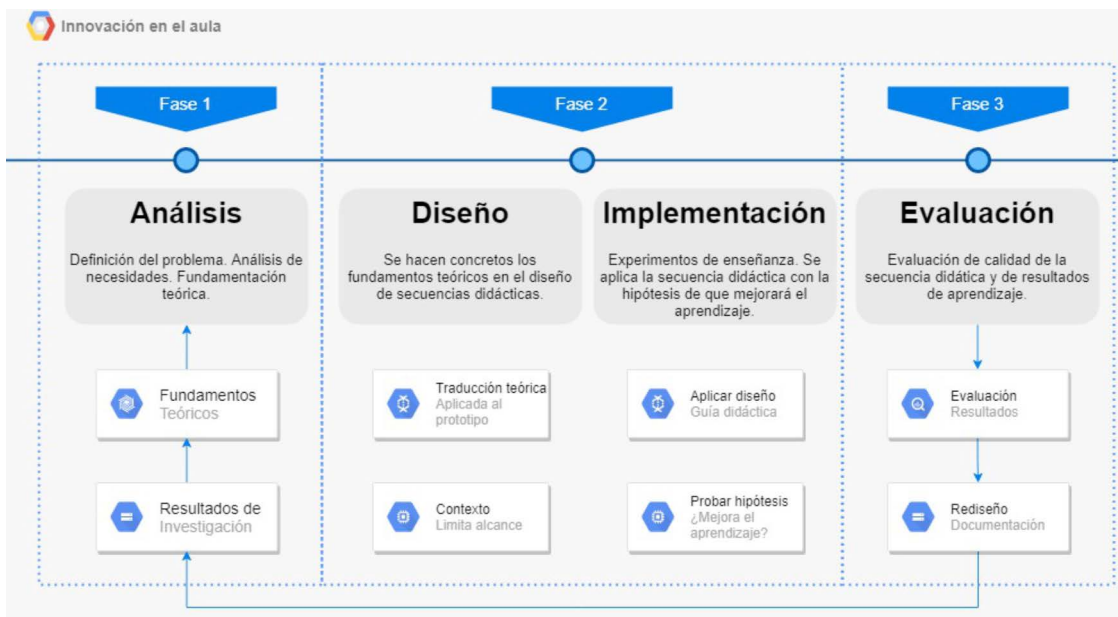 Innovación en el aula
Fase 1
Fase 2
Fase 3
Análisis
Definición del problema. Análisis de
necesidades. Fundamentación
teórica.
Diseño
Se hacen concretos los
fundamentos teóricos en el diseño
de secuencias didácticas.
Implementación
Experimentos de enseñanza. Se
aplica la secuencia didáctica con la
hipótesis de que mejorará el
aprendizaje.
Evaluación
Evaluación de calidad de la
secuencia didática y de resultados
de aprendizaje.
Fundamentos
Teóricos
Traducción teórica
Aplicada al
prototipo
Aplicar diseño
Guía didáctica
Evaluación
Resultados
Resultados de
Investigación
Contexto
Limita alcance
Probar hipótesis
¿Mejora el
aprendizaje?
Rediseño
Documentación